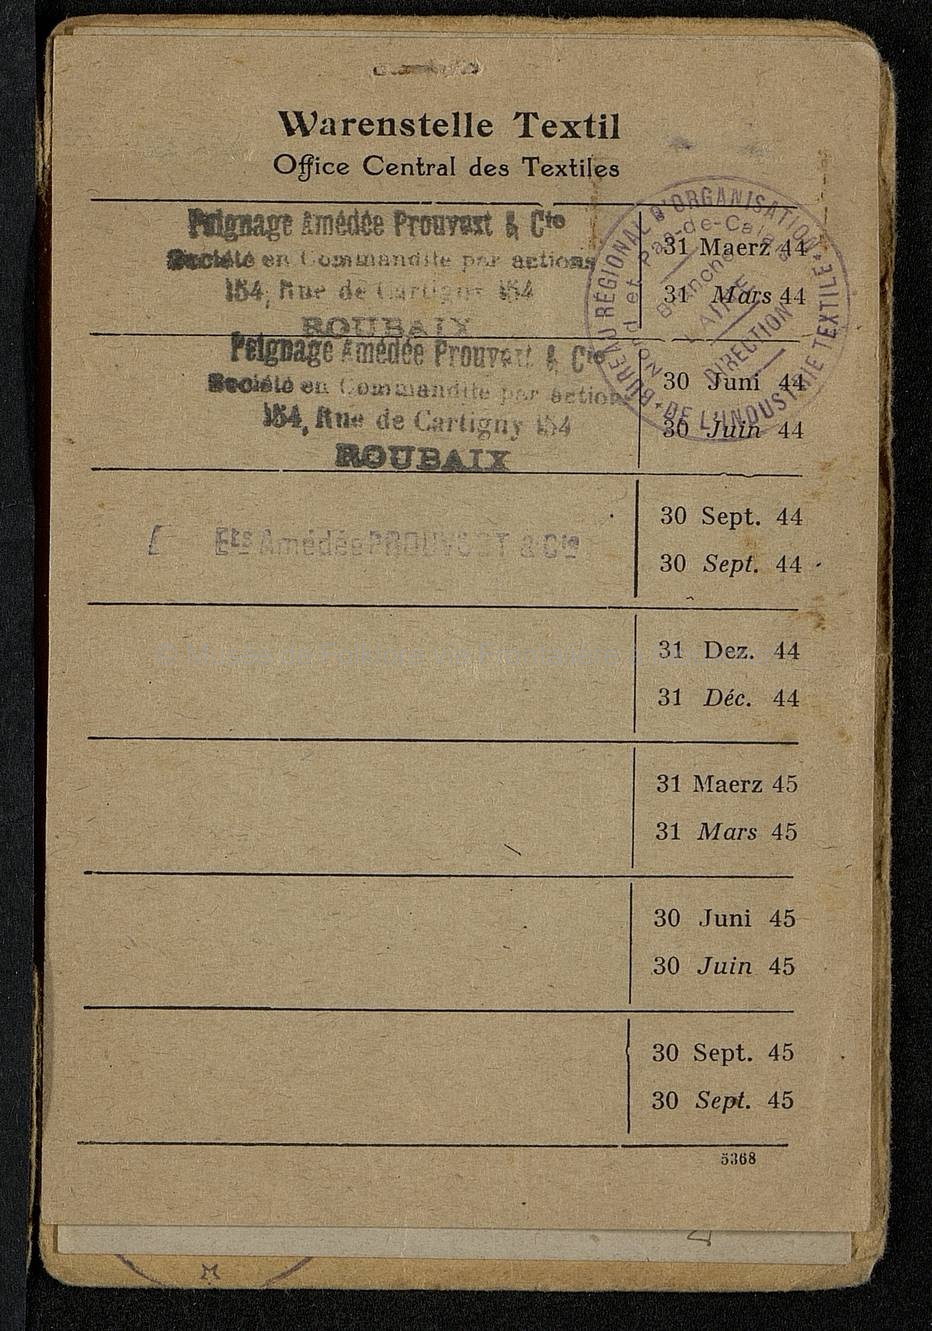 Warenstelle Textil
Office Central des Textiles
Peignage Amédée Prouvost & Cie
Société en Commandite par actions
154, Rue de Cartigny 154
ROUBAIX
31 Maerz 44
31 Mars 44
BUREAU RÉGIONAL D'ORGANISATION
DE L'INDUSTRIE TEXTILE
Nord et Pas-de-Calais
Branche
LAINE
DIRECTION
Peignage Amédée Prouvost & Cie
Société en Commandite par actions
154, Rue de Cartigny 154
ROUBAIX
30 Juni 44
30 Juin 44
Ets Amédée PROUVOST & Cie
30 Sept. 44
30 Sept. 44
31 Dez. 44
31 Déc. 44
31 Maerz 45
31 Mars 45
30 Juni 45
30 Juin 45
30 Sept. 45
30 Sept. 45
5368